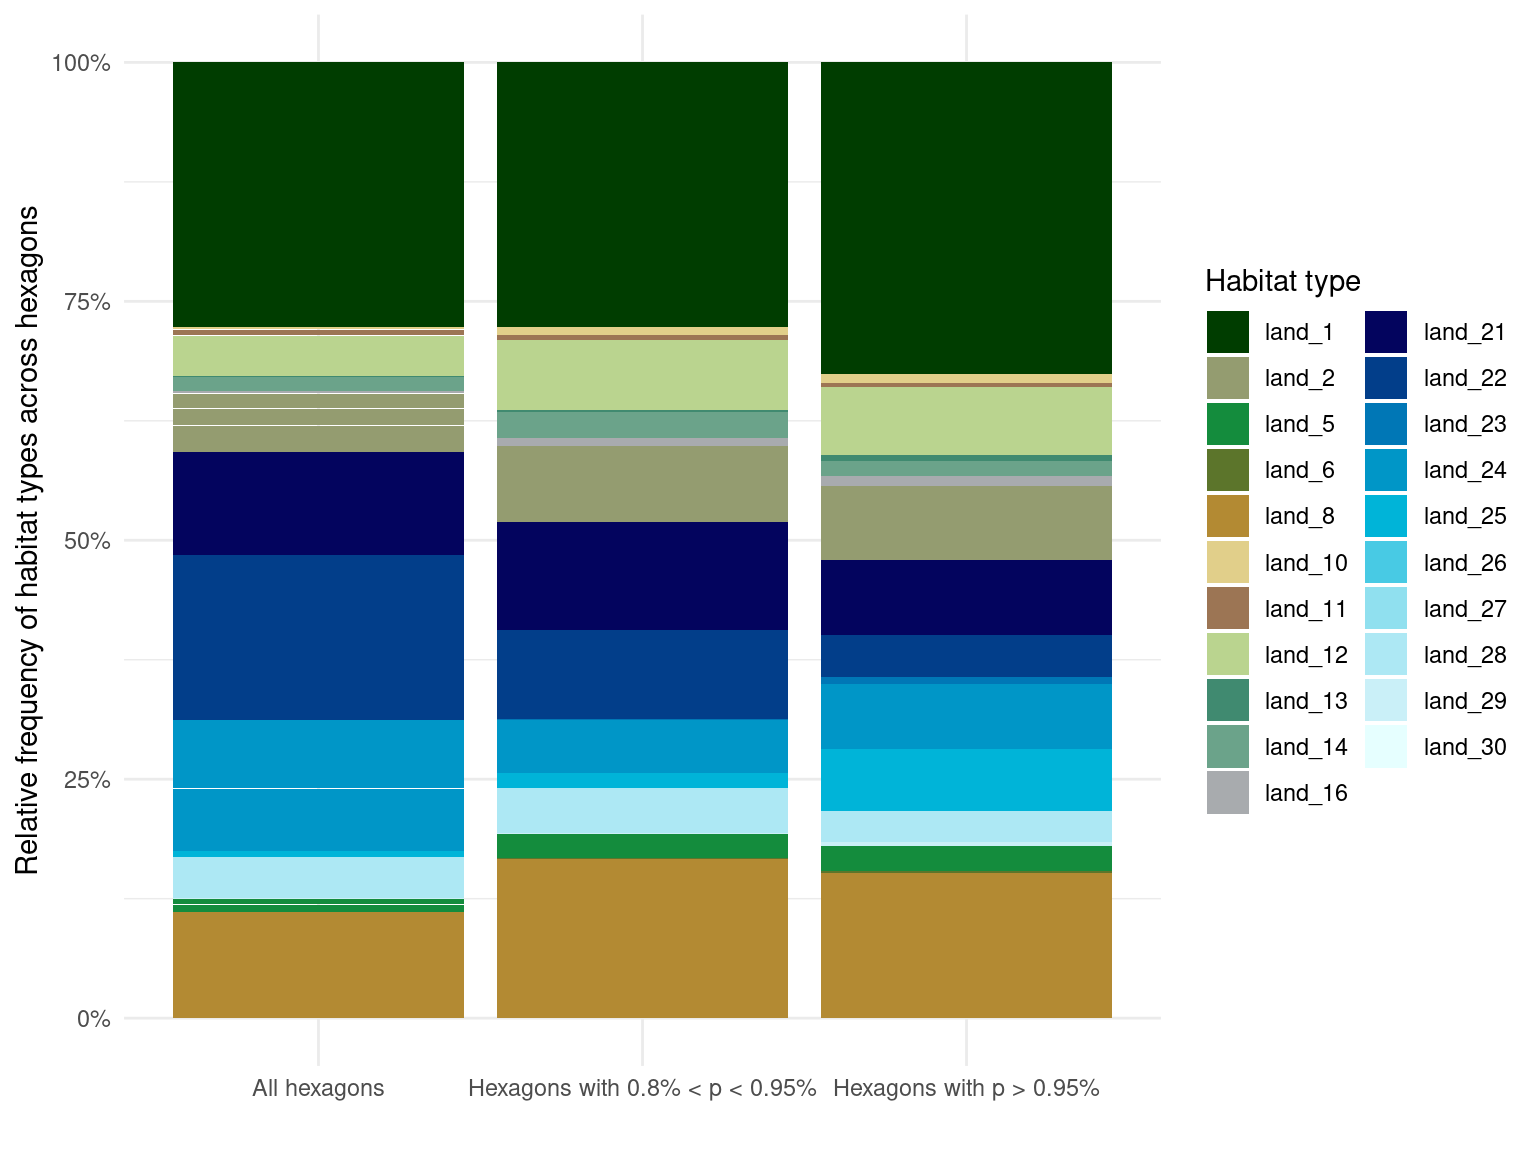 Relative frequency of habitat types across hexagons
100%
75%
50%
25%
0%
All hexagons
Hexagons with 0.8% < p < 0.95%
Hexagons with p > 0.95%
Habitat type
land_1
land_2
land_5
land_6
land_8
land_10
land_11
land_12
land_13
land_14
land_16
land_21
land_22
land_23
land_24
land_25
land_26
land_27
land_28
land_29
land_30